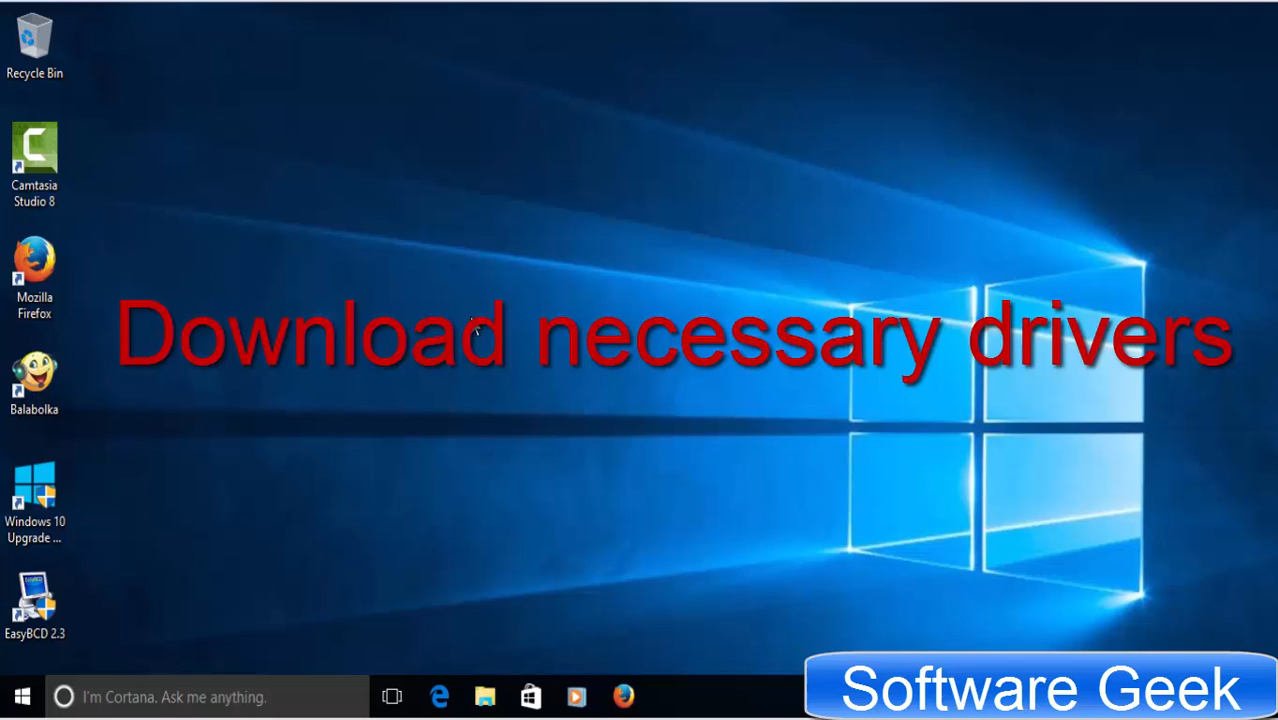 Recycle Bin
Camtasia
Studio 8
Mozilla
Firefox
Download necessary drivers
Balabolka
Windows 10
Upgrade ...
EasyBCD 2.3
I'm Cortana. Ask me anything.
Software Geek